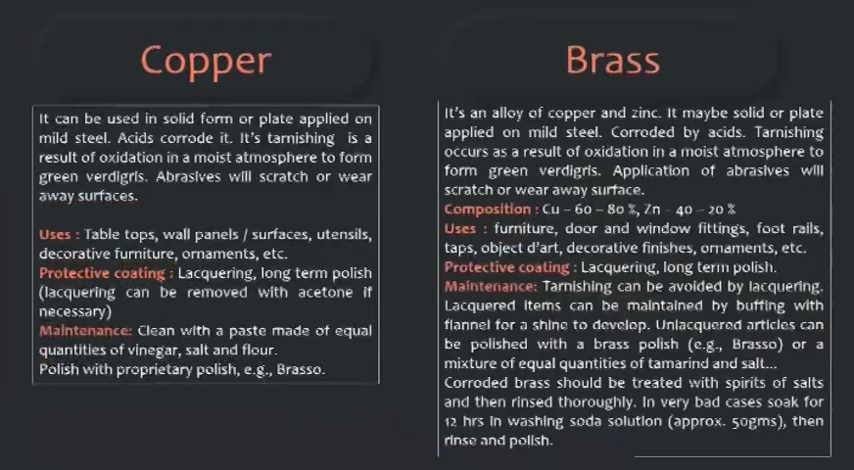 Copper
It can be used in solid form or plate applied on
mild steel. Acids corrode it. It's tarnishing is a
result of oxidation in a moist atmosphere to form
green verdigris. Abrasives will scratch or wear
away surfaces.
Uses : Table tops, wall panels / surfaces, utensils,
decorative furniture, ornaments, etc.
Protective coating : Lacquering, long term polish
(lacquering can be removed with acetone if
necessary)
Maintenance: Clean with a paste made of equal
quantities of vinegar, salt and flour.
Polish with proprietary polish, e.g., Brasso.
Brass
It's an alloy of copper and zinc. It maybe solid or plate
applied on mild steel. Corroded by acids. Tarnishing
occurs as a result of oxidation in a moist atmosphere to
form green verdigris. Application of abrasives will
scratch or wear away surface.
Composition : Cu – 60 – 80 %, Zn - 40 – 20 %
Uses : furniture, door and window fittings, foot rails,
taps, object d'art, decorative finishes, ornaments, etc.
Protective coating : Lacquering, long term polish.
Maintenance: Tarnishing can be avoided by lacquering.
Lacquered items can be maintained by buffing with
flannel for a shine to develop. Unlacquered articles can
be polished with a brass polish (e.g., Brasso) or a
mixture of equal quantities of tamarind and salt...
Corroded brass should be treated with spirits of salts
and then rinsed thoroughly. In very bad cases soak for
12 hrs in washing soda solution (approx. 50gms), then
rinse and polish.